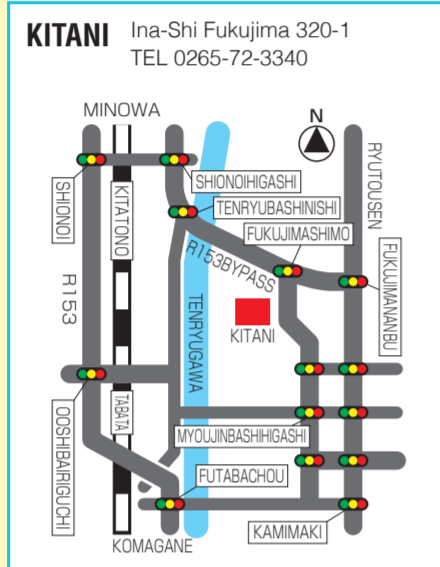 KITANI
Ina-Shi Fukujima 320-1
TEL 0265-72-3340
MINOWA
N
SHIONOI
KITATONO
SHIONOIHIGASHI
RYUTOUSEN
TENRYUBASHINISHI
FUKUJIMASHIMO
R153BYPASS
FUKUJIMANANBU
R153
TENRYUGAWA
KITANI
OOSHIBAIRIGUCHI
TABATA
MYOUJINBASHIHIGASHI
FUTABACHOU
KAMIMAKI
KOMAGANE